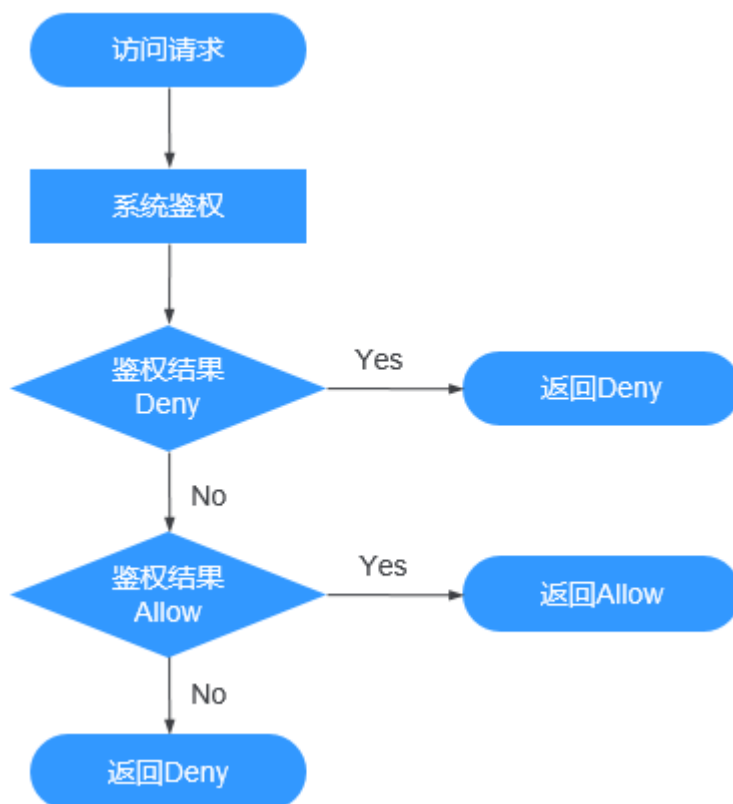 访问请求
系统鉴权
鉴权结果
Deny
Yes
返回Deny
No
鉴权结果
Allow
Yes
返回Allow
No
返回Deny